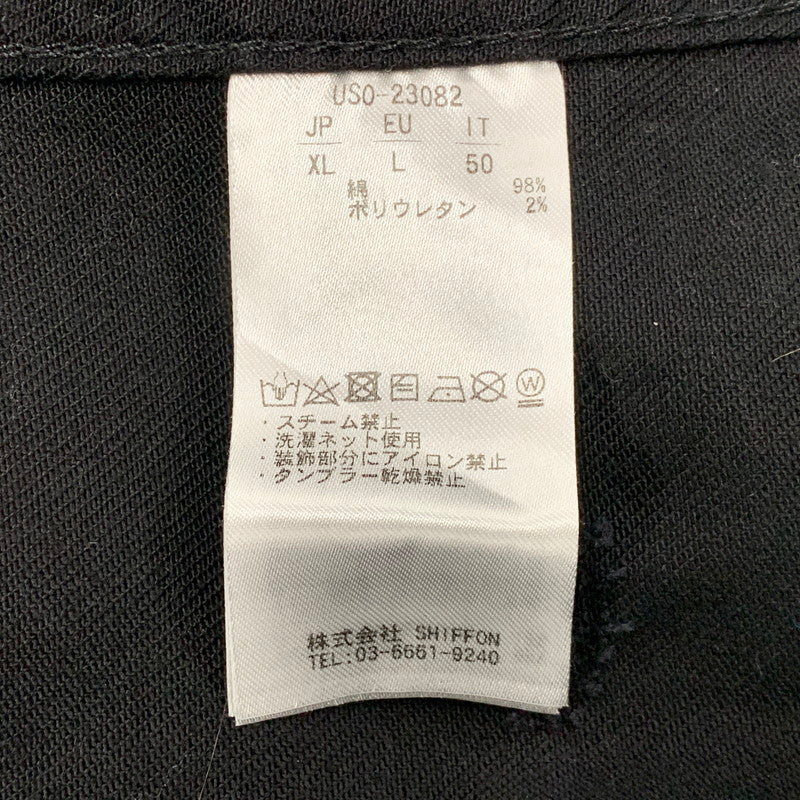 USO-23082
JP EU IT
XL L 50
綿 98%
ポリウレタン 2%
W
・スチーム禁止
・洗濯ネット使用
・装飾部分にアイロン禁止
・タンブラー乾燥禁止
株式会社 SHIFFON
TEL:03-6661-9240